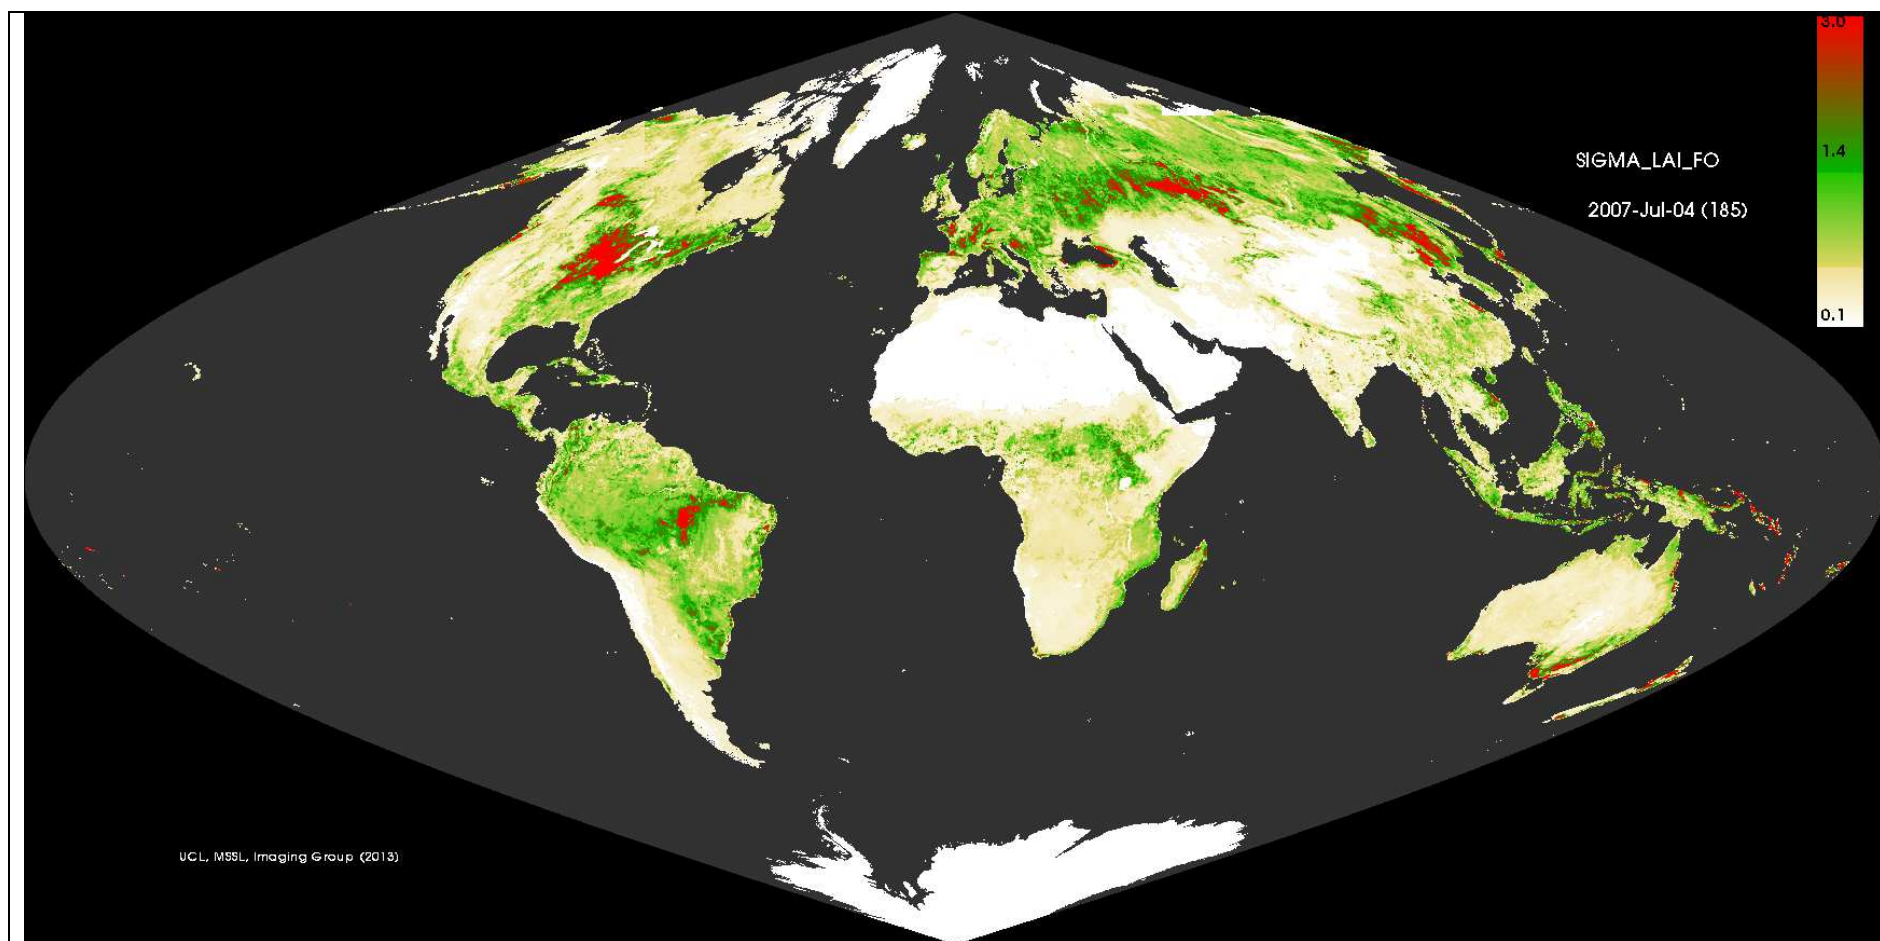 3.0
1.4
SIGMA_LAI_FO
2007-Jul-04 (185)
0.1
UCL, MSSL, Imaging Group (2013)